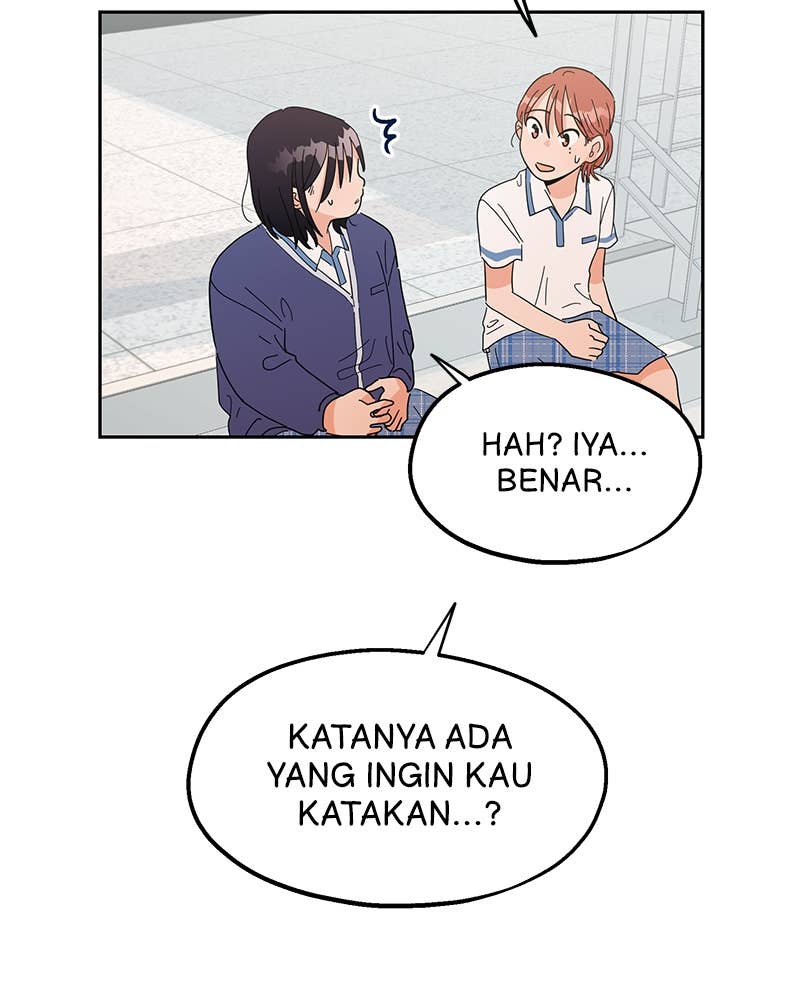 HAH? IYA...
BENAR...
KATANYA ADA
YANG INGIN KAU
KATAKAN...?